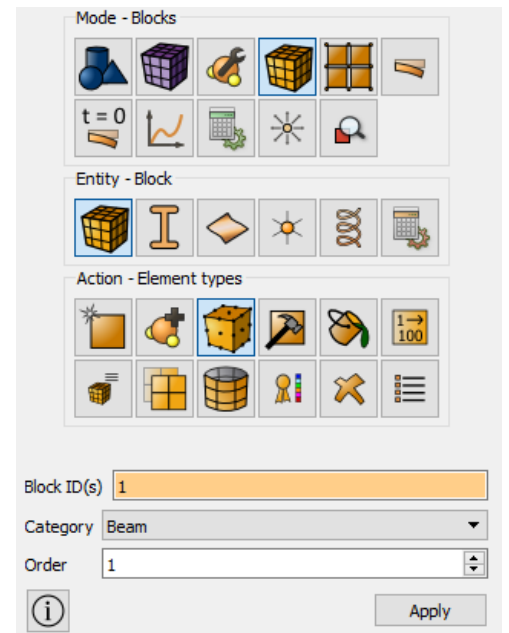 Mode - Blocks
t = 0
Entity - Block
Action - Element types
1→
100
Block ID(s) 1
Category Beam
Order 1
i
Apply